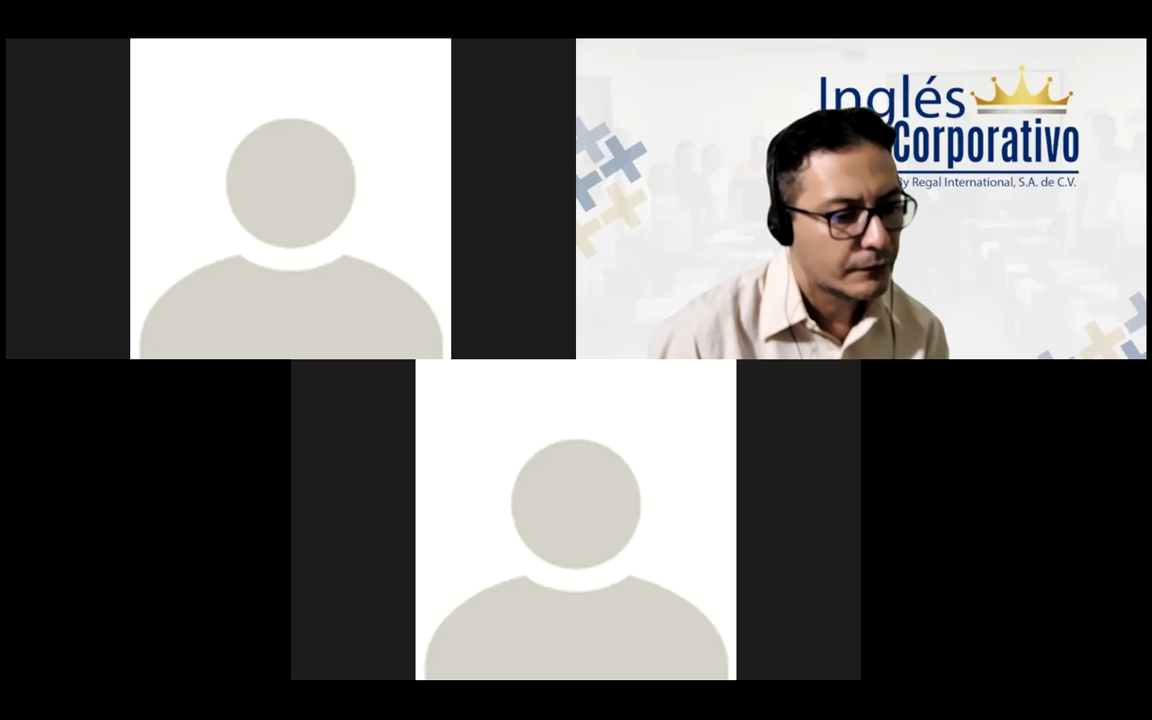 Inglés
Corporativo
By Regal International, S.A. de C.V.